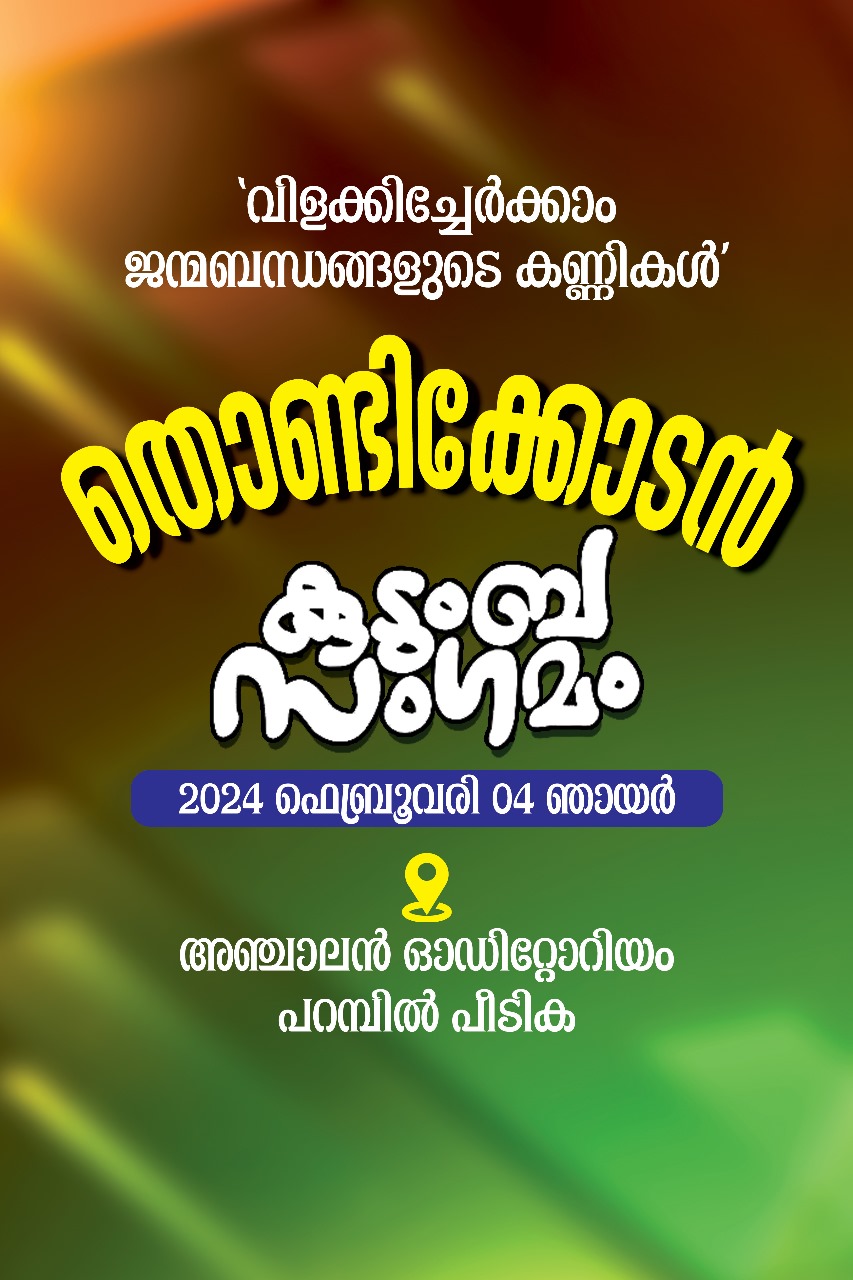 ‘വിളക്കിച്ചേർക്കാം
ജന്മബന്ധങ്ങളുടെ കണ്ണികൾ’
തൊണ്ടിക്കോടൻ
കുടുംബ
സംഗമം
2024 ഫെബ്രൂവരി 04 ഞായർ
അഞ്ചാലൻ ഓഡിറ്റോറിയം
പറമ്പിൽ പീടിക